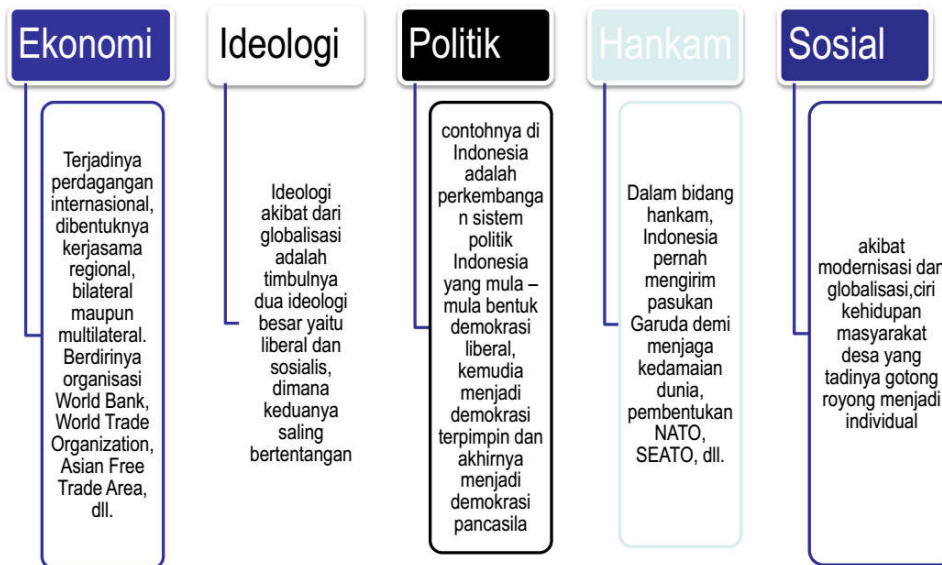 Ekonomi
Terjadinya
perdagangan
internasional,
dibentuknya
kerjasama
regional,
bilateral
maupun
multilateral.
Berdirinya
organisasi
World Bank,
World Trade
Organization,
Asian Free
Trade Area,
dll.
Ideologi
Ideologi
akibat dari
globalisasi
adalah
timbulnya
dua ideologi
besar yaitu
liberal dan
sosialis,
dimana
keduanya
saling
bertentangan
Politik
contohnya di
Indonesia
adalah
perkembanga
n sistem
politik
Indonesia
yang mula –
mula bentuk
demokrasi
liberal,
kemudia
menjadi
demokrasi
terpimpin dan
akhirnya
menjadi
demokrasi
pancasila
Hankam
Dalam bidang
hankam,
Indonesia
pernah
mengirim
pasukan
Garuda demi
menjaga
kedamaian
dunia,
pembentukan
NATO,
SEATO, dll.
Sosial
akibat
modernisasi dan
globalisasi,ciri
kehidupan
masyarakat
desa yang
tadinya gotong
royong menjadi
individual